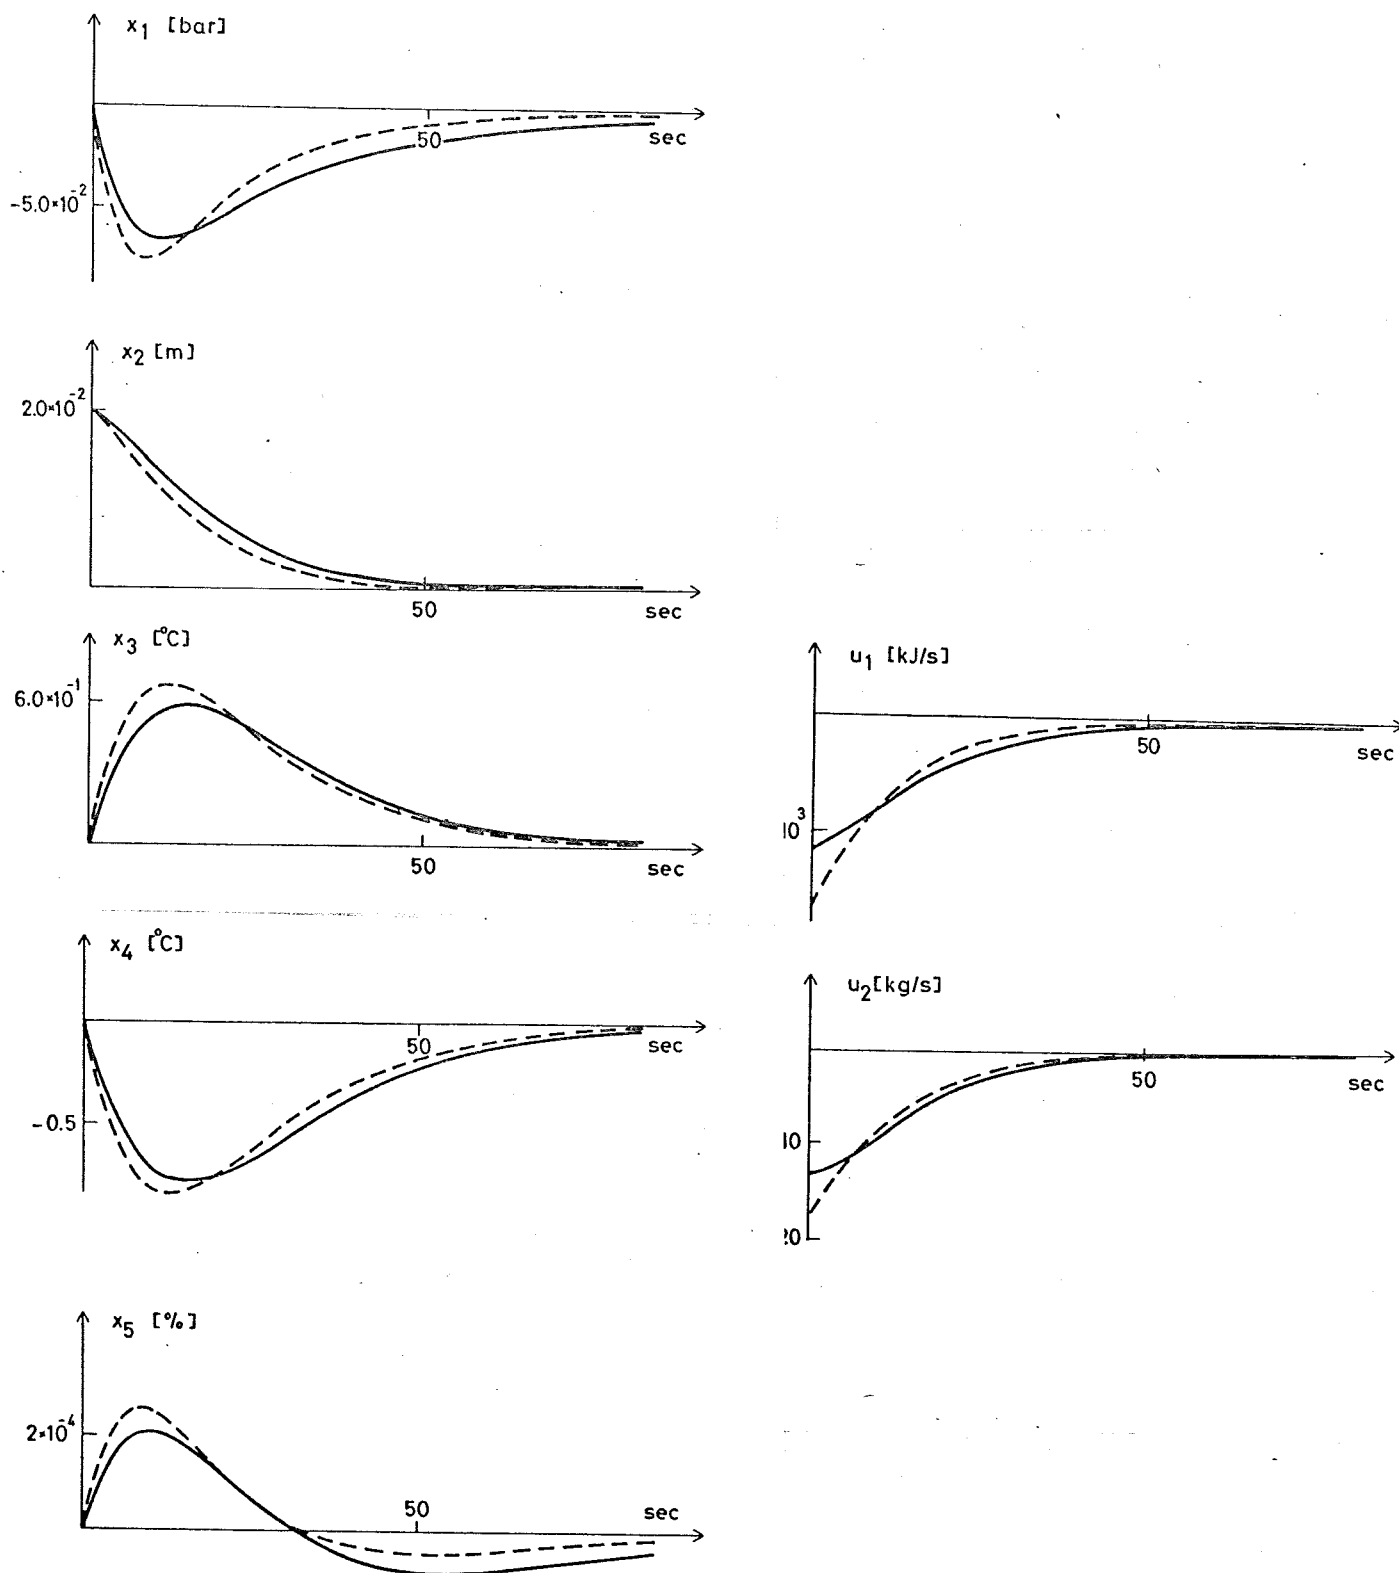 x₁ [bar]
50
sec
-5.0×10⁻²
x₂ [m]
2.0×10⁻²
50
sec
x₃ [°C]
6.0×10⁻¹
50
sec
u₁ [kJ/s]
50
sec
10³
x₄ [°C]
50
sec
-0.5
u₂[kg/s]
50
sec
10
20
x₅ [%]
2×10⁻⁴
50
sec